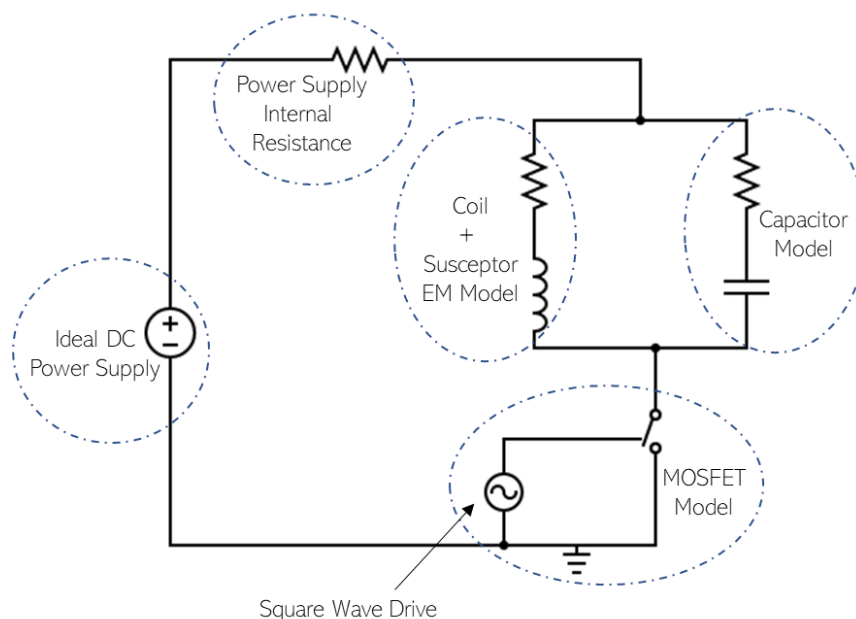 Power Supply
Internal
Resistance
Coil
+
Susceptor
EM Model
Capacitor
Model
+
−
Ideal DC
Power Supply
MOSFET
Model
Square Wave Drive